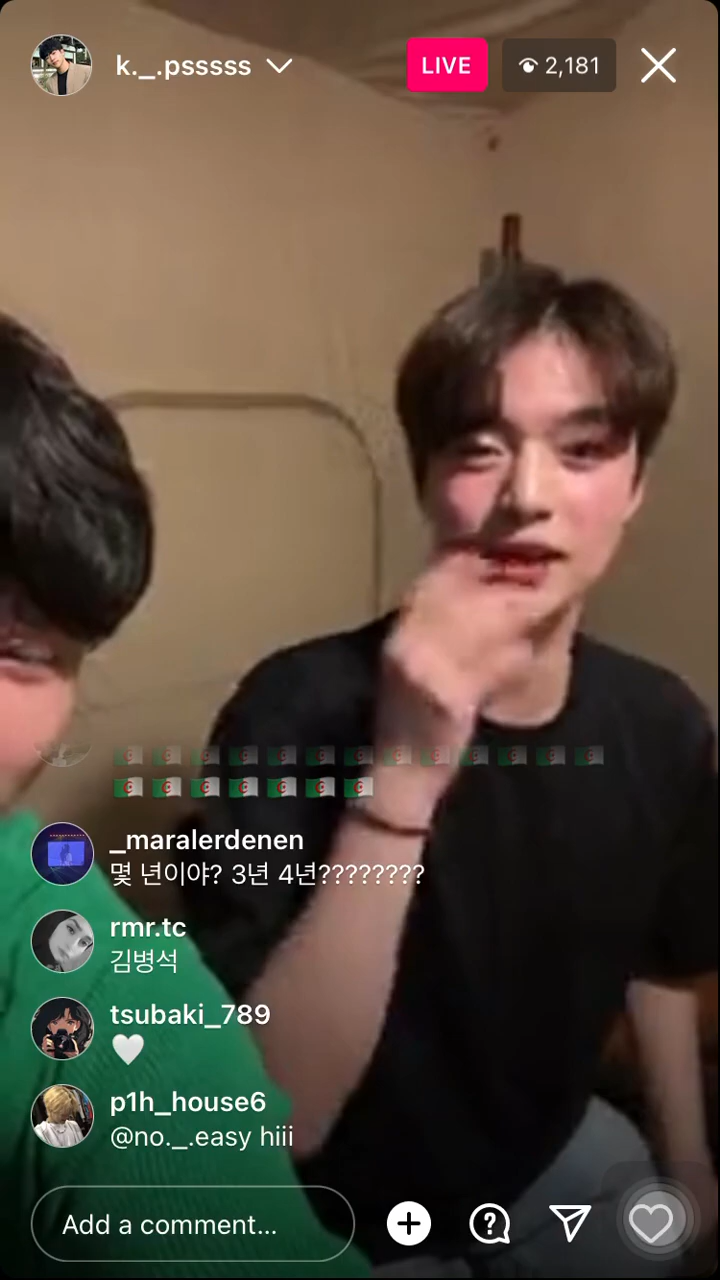 k._.psssss
LIVE
2,181
_maralerdenen
몇 년이야? 3년 4년????????
rmr.tc
김병석
tsubaki_789
🤍
p1h_house6
@no._.easy hiii
Add a comment...